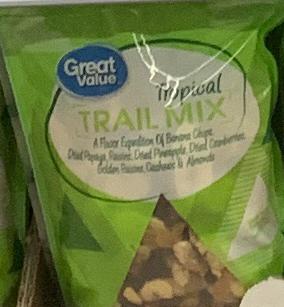 Great
Value
Tropical
TRAIL MIX
A Flavor Expedition Of Banana Chips,
Dried Papaya, Raisins, Dried Pineapple, Dried Cranberries,
Golden Raisins, Cashews & Almonds